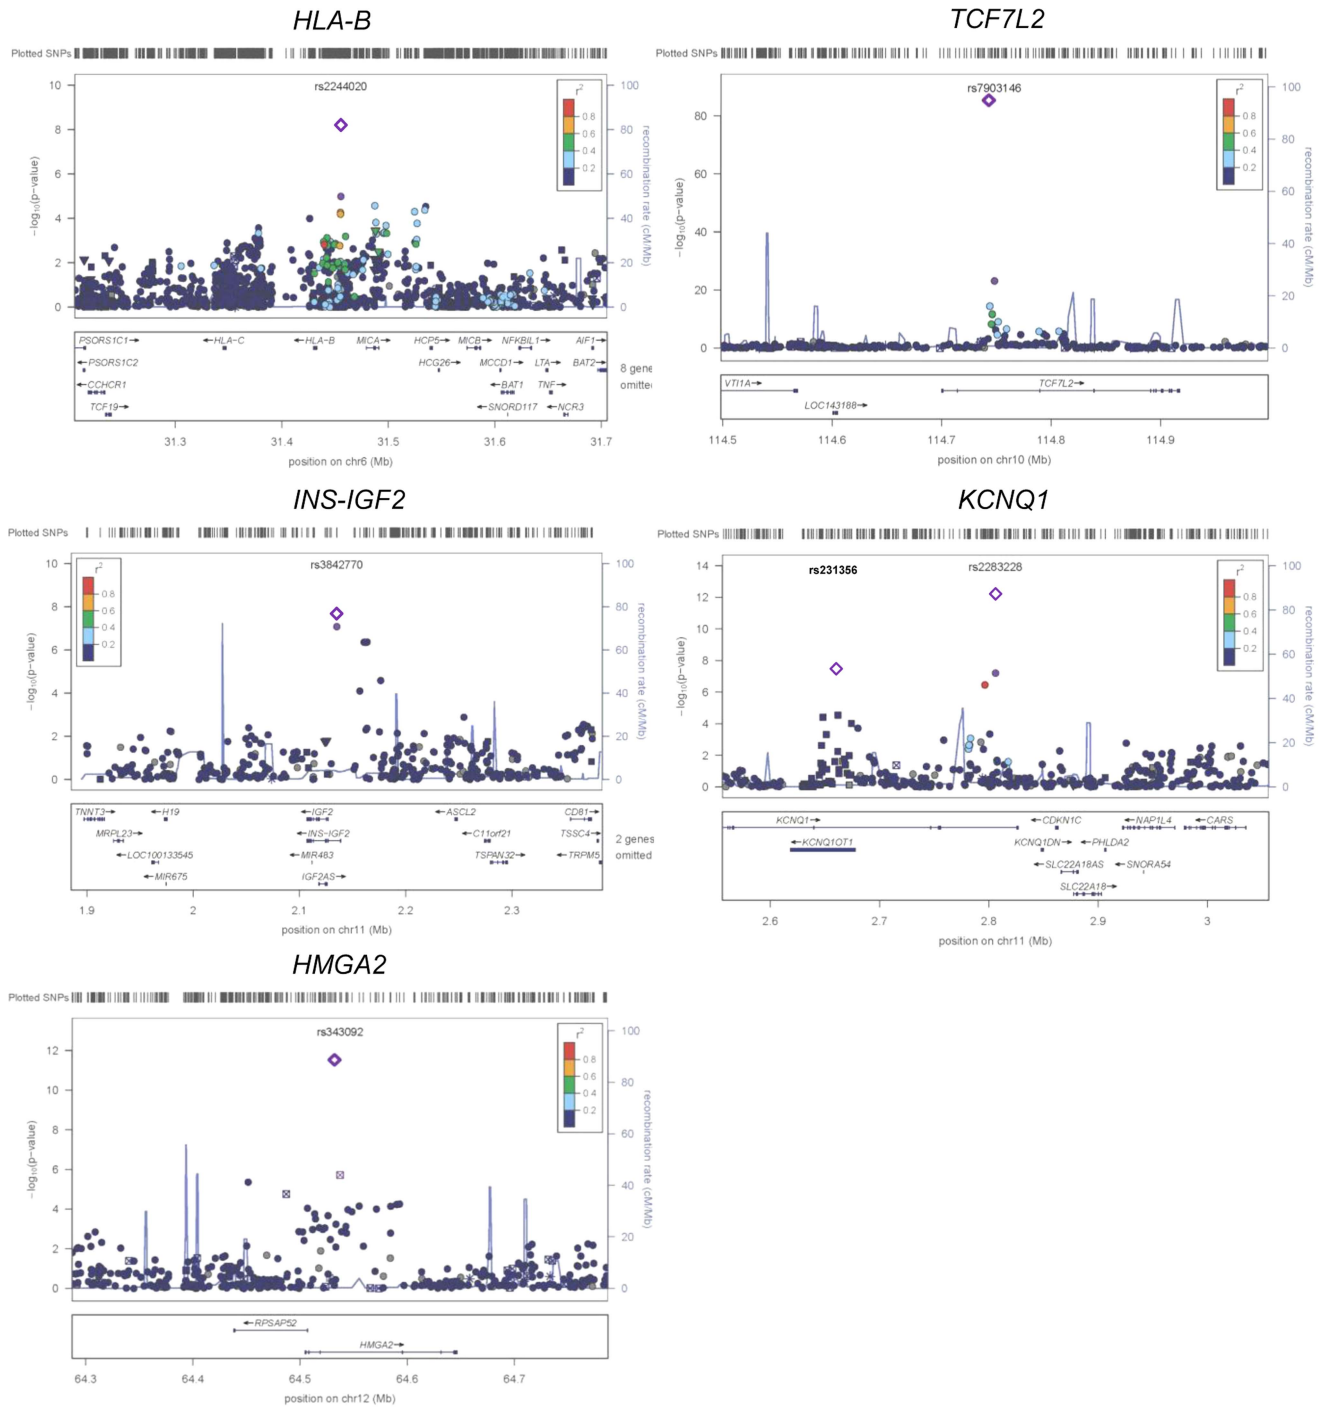 HLA-B
Plotted SNPs
rs2244020
r2
0.8
0.6
0.4
0.2
10
8
6
4
2
0
−log10(p-value)
100
80
60
40
20
0
recombination rate (cM/Mb)
PSORS1C1→ ←HLA-C ←HLA-B MICA→ HCP5→ MICB→ NFKBIL1→ AIF1→
←PSORS1C2 HCG26→ MCCD1→ LTA→ BAT2→
8 gene
←CCHCR1 ←BAT1 TNF→
omitte
TCF19→ ←SNORD117 ←NCR3
31.3 31.4 31.5 31.6 31.7
position on chr6 (Mb)
TCF7L2
Plotted SNPs
rs7903146
r2
0.8
0.6
0.4
0.2
80
60
40
20
0
−log10(p-value)
100
80
60
40
20
0
recombination rate (cM/Mb)
VTI1A→ TCF7L2→
LOC143188→
114.5 114.6 114.7 114.8 114.9
position on chr10 (Mb)
INS-IGF2
Plotted SNPs
rs3842770
r2
0.8
0.6
0.4
0.2
10
8
6
4
2
0
−log10(p-value)
100
80
60
40
20
0
recombination rate (cM/Mb)
TNNT3→ ←H19 ←IGF2 ←ASCL2 CD81→
MRPL23→ ←INS−IGF2 ←C11orf21 TSSC4→
2 genes
←LOC100133545 ←MIR483 TSPAN32→ ←TRPM5
omitted
←MIR675 IGF2AS→
1.9 2 2.1 2.2 2.3
position on chr11 (Mb)
KCNQ1
Plotted SNPs
rs231356
rs2283228
r2
0.8
0.6
0.4
0.2
14
12
10
8
6
4
2
0
−log10(p-value)
100
80
60
40
20
0
recombination rate (cM/Mb)
KCNQ1→ ←CDKN1C ←NAP1L4 ←CARS
←KCNQ1OT1 KCNQ1DN→ ←PHLDA2
←SLC22A18AS ←SNORA54
SLC22A18→
2.6 2.7 2.8 2.9 3
position on chr11 (Mb)
HMGA2
Plotted SNPs
rs343092
r2
0.8
0.6
0.4
0.2
12
10
8
6
4
2
0
−log10(p-value)
100
80
60
40
20
0
recombination rate (cM/Mb)
←RPSAP52
HMGA2→
64.3 64.4 64.5 64.6 64.7
position on chr12 (Mb)